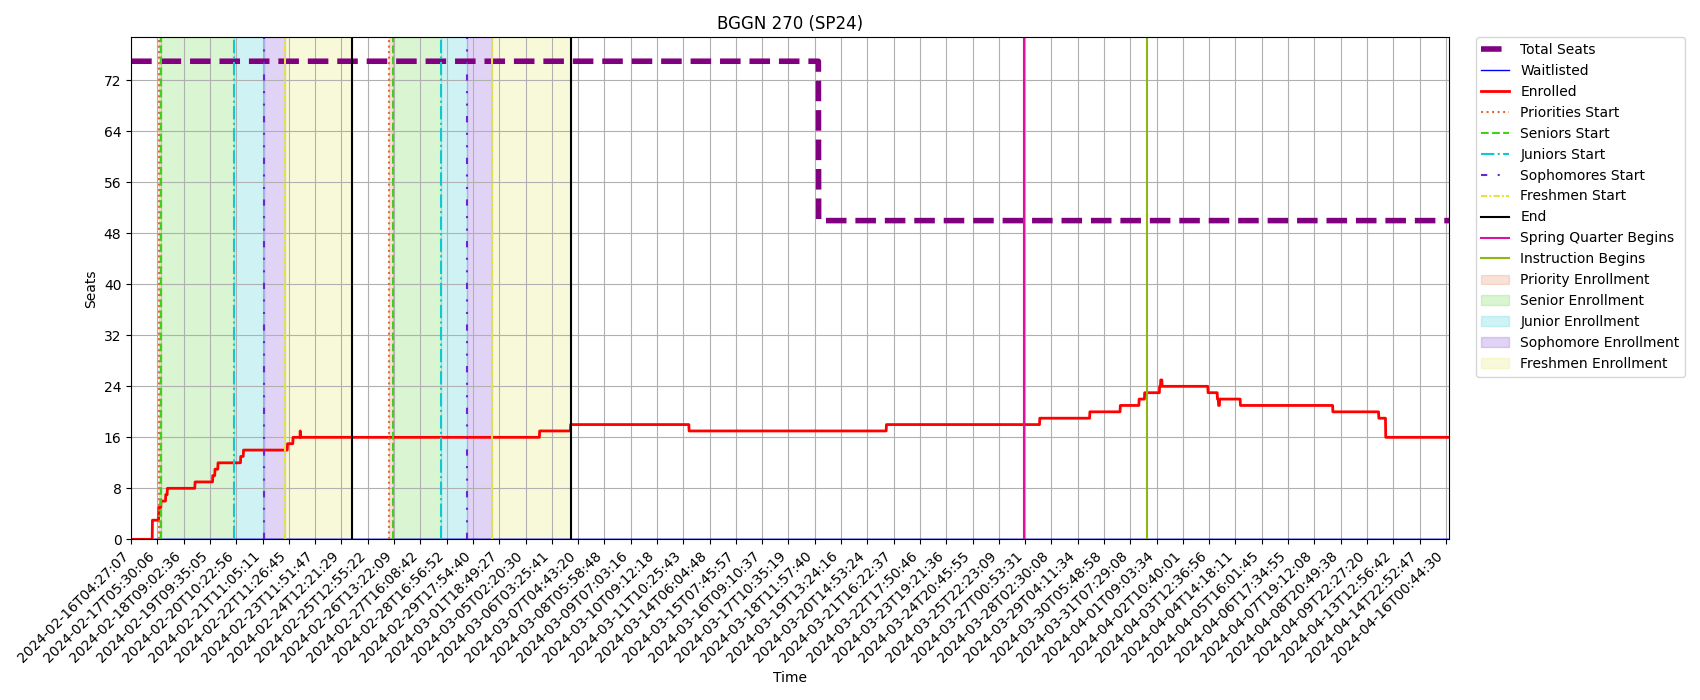 BGGN 270 (SP24)
Seats
72
64
56
48
40
32
24
16
8
0
2024-02-16T04:27:07
2024-02-17T05:30:06
2024-02-18T09:02:36
2024-02-19T09:35:05
2024-02-20T10:22:56
2024-02-21T11:05:11
2024-02-22T11:26:45
2024-02-23T11:51:47
2024-02-24T12:21:29
2024-02-25T12:55:22
2024-02-26T13:22:09
2024-02-27T16:08:42
2024-02-28T16:56:52
2024-02-29T17:54:40
2024-03-01T18:49:27
2024-03-05T02:20:30
2024-03-06T03:25:41
2024-03-07T04:43:20
2024-03-08T05:58:48
2024-03-09T07:03:16
2024-03-10T09:12:18
2024-03-11T10:25:43
2024-03-14T06:04:48
2024-03-15T07:45:57
2024-03-16T09:10:37
2024-03-17T10:35:19
2024-03-18T11:57:40
2024-03-19T13:24:16
2024-03-20T14:53:24
2024-03-21T16:22:37
2024-03-22T17:50:46
2024-03-23T19:21:36
2024-03-24T20:45:55
2024-03-25T22:23:09
2024-03-27T00:53:31
2024-03-28T02:30:08
2024-03-29T04:11:34
2024-03-30T05:48:58
2024-03-31T07:29:08
2024-04-01T09:03:34
2024-04-02T10:40:01
2024-04-03T12:36:56
2024-04-04T14:18:11
2024-04-05T16:01:45
2024-04-06T17:34:55
2024-04-07T19:12:08
2024-04-08T20:49:38
2024-04-09T22:27:20
2024-04-13T12:56:42
2024-04-14T22:52:47
2024-04-16T00:44:30
Time
Total Seats
Waitlisted
Enrolled
Priorities Start
Seniors Start
Juniors Start
Sophomores Start
Freshmen Start
End
Spring Quarter Begins
Instruction Begins
Priority Enrollment
Senior Enrollment
Junior Enrollment
Sophomore Enrollment
Freshmen Enrollment